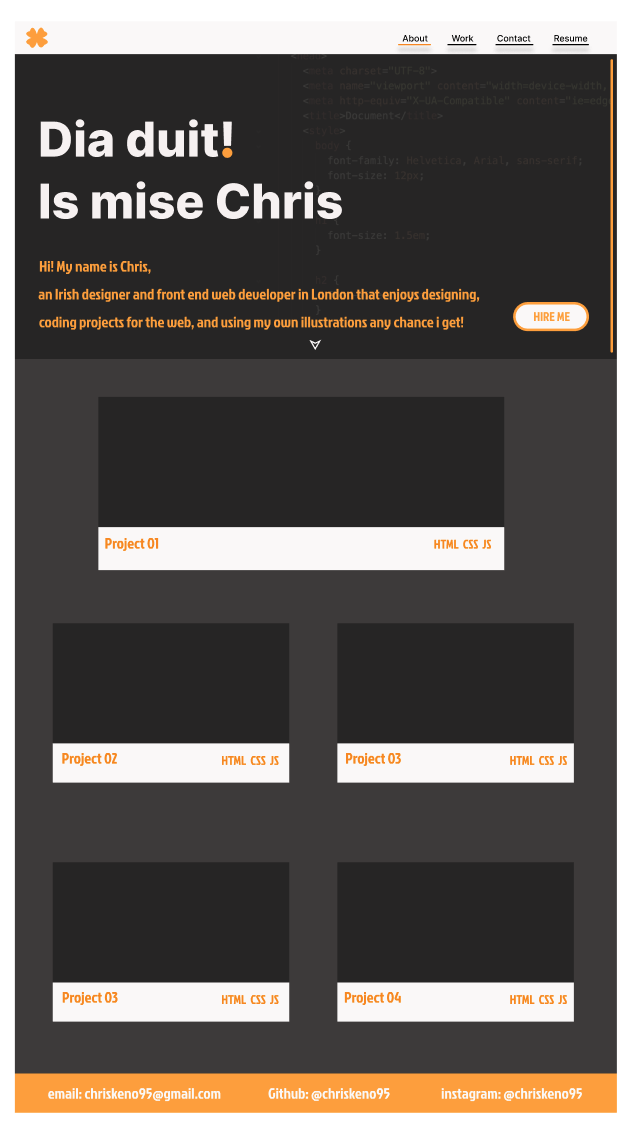 About Work Contact Resume
<meta charset="UTF-8">
<meta name="viewport" content="width=device-width,
<meta http-equiv="X-UA-Compatible" content="ie=edge
<title>Document</title>
<style>
body {
font-family: Helvetica, Arial, sans-serif;
font-size: 12px;
Dia duit!
Is mise Chris
font-size: 1.5em;
}
Hi! My name is Chris,
an Irish designer and front end web developer in London that enjoys designing,
coding projects for the web, and using my own illustrations any chance i get!
HIRE ME
Project 01 HTML CSS JS
Project 02 HTML CSS JS
Project 03 HTML CSS JS
Project 03 HTML CSS JS
Project 04 HTML CSS JS
email: chriskeno95@gmail.com Github: @chriskeno95 instagram: @chriskeno95